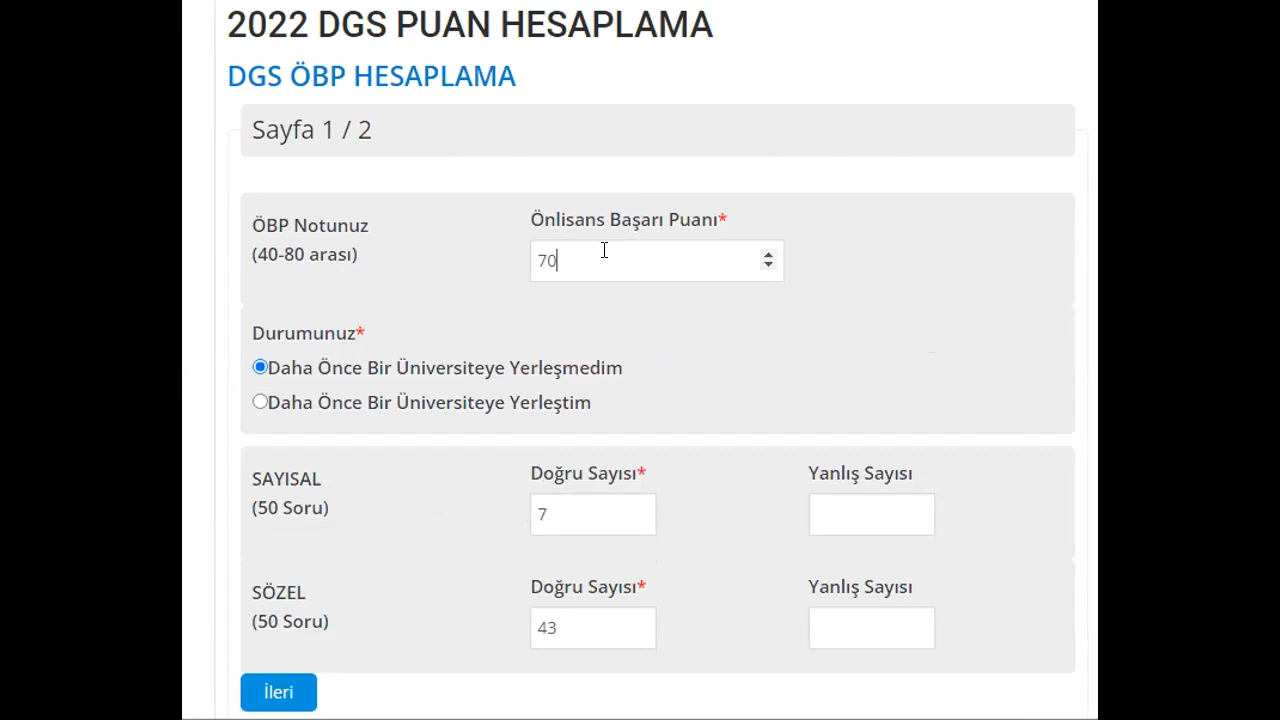 2022 DGS PUAN HESAPLAMA
DGS ÖBP HESAPLAMA
Sayfa 1 / 2
ÖBP Notunuz
(40-80 arası)
Önlisans Başarı Puanı*
70
Durumunuz*
Daha Önce Bir Üniversiteye Yerleşmedim
Daha Önce Bir Üniversiteye Yerleştim
SAYISAL
(50 Soru)
Doğru Sayısı*
7
Yanlış Sayısı
SÖZEL
(50 Soru)
Doğru Sayısı*
43
Yanlış Sayısı
İleri